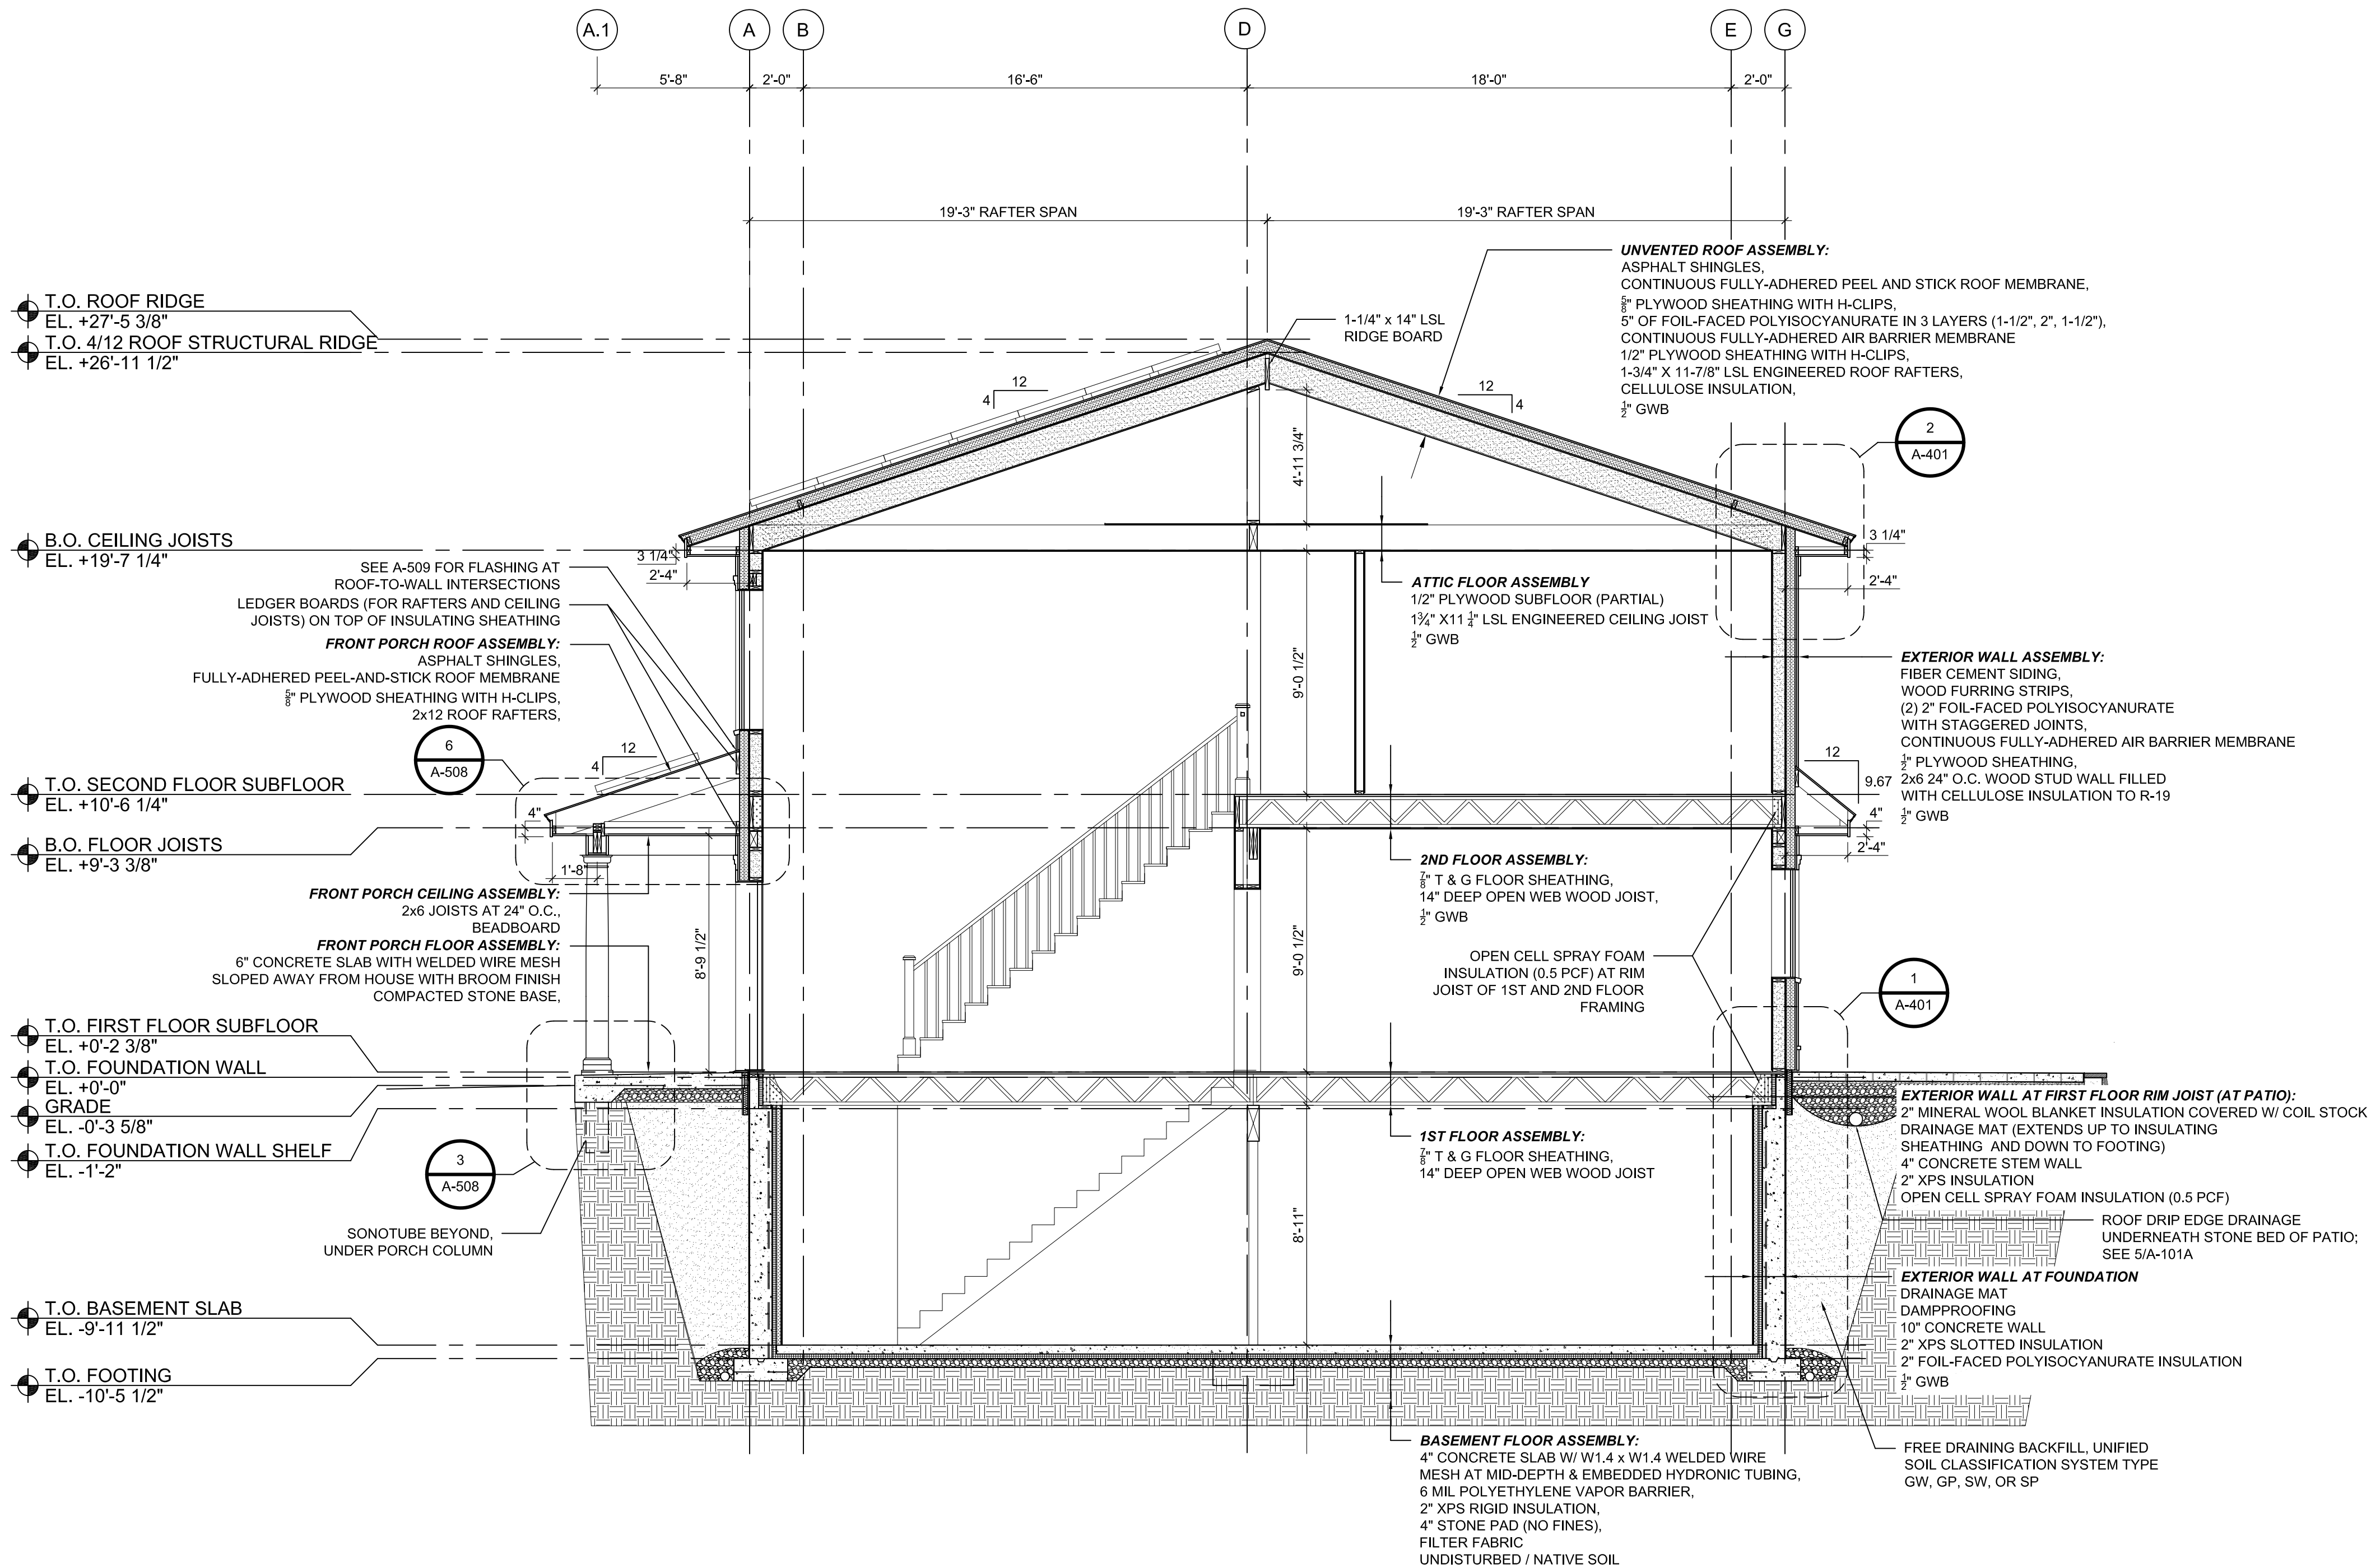 A.1
A
B
D
E
G
5'-8"
2'-0"
16'-6"
18'-0"
2'-0"
19'-3" RAFTER SPAN
19'-3" RAFTER SPAN
UNVENTED ROOF ASSEMBLY:
ASPHALT SHINGLES,
CONTINUOUS FULLY-ADHERED PEEL AND STICK ROOF MEMBRANE,
5/8" PLYWOOD SHEATHING WITH H-CLIPS,
5" OF FOIL-FACED POLYISOCYANURATE IN 3 LAYERS (1-1/2", 2", 1-1/2"),
CONTINUOUS FULLY-ADHERED AIR BARRIER MEMBRANE
1/2" PLYWOOD SHEATHING WITH H-CLIPS,
1-3/4" X 11-7/8" LSL ENGINEERED ROOF RAFTERS,
CELLULOSE INSULATION,
1/2" GWB
T.O. ROOF RIDGE
EL. +27'-5 3/8"
T.O. 4/12 ROOF STRUCTURAL RIDGE
EL. +26'-11 1/2"
1-1/4" x 14" LSL
RIDGE BOARD
12
4
12
4
2
A-401
4'-11 3/4"
B.O. CEILING JOISTS
EL. +19'-7 1/4"
3 1/4"
2'-4"
3 1/4"
2'-4"
SEE A-509 FOR FLASHING AT
ROOF-TO-WALL INTERSECTIONS
LEDGER BOARDS (FOR RAFTERS AND CEILING
JOISTS) ON TOP OF INSULATING SHEATHING
FRONT PORCH ROOF ASSEMBLY:
ASPHALT SHINGLES,
FULLY-ADHERED PEEL-AND-STICK ROOF MEMBRANE
5/8" PLYWOOD SHEATHING WITH H-CLIPS,
2x12 ROOF RAFTERS,
ATTIC FLOOR ASSEMBLY
1/2" PLYWOOD SUBFLOOR (PARTIAL)
1 3/4" X11 1/4" LSL ENGINEERED CEILING JOIST
1/2" GWB
9'-0 1/2"
EXTERIOR WALL ASSEMBLY:
FIBER CEMENT SIDING,
WOOD FURRING STRIPS,
(2) 2" FOIL-FACED POLYISOCYANURATE
WITH STAGGERED JOINTS,
CONTINUOUS FULLY-ADHERED AIR BARRIER MEMBRANE
1/2" PLYWOOD SHEATHING,
2x6 24" O.C. WOOD STUD WALL FILLED
WITH CELLULOSE INSULATION TO R-19
1/2" GWB
6
A-508
12
4
12
9.67
T.O. SECOND FLOOR SUBFLOOR
EL. +10'-6 1/4"
4"
4"
2'-4"
B.O. FLOOR JOISTS
EL. +9'-3 3/8"
1'-8"
2ND FLOOR ASSEMBLY:
7/8" T & G FLOOR SHEATHING,
14" DEEP OPEN WEB WOOD JOIST,
1/2" GWB
FRONT PORCH CEILING ASSEMBLY:
2x6 JOISTS AT 24" O.C.,
BEADBOARD
FRONT PORCH FLOOR ASSEMBLY:
6" CONCRETE SLAB WITH WELDED WIRE MESH
SLOPED AWAY FROM HOUSE WITH BROOM FINISH
COMPACTED STONE BASE,
8'-9 1/2"
9'-0 1/2"
OPEN CELL SPRAY FOAM
INSULATION (0.5 PCF) AT RIM
JOIST OF 1ST AND 2ND FLOOR
FRAMING
1
A-401
T.O. FIRST FLOOR SUBFLOOR
EL. +0'-2 3/8"
T.O. FOUNDATION WALL
EL. +0'-0"
GRADE
EL. -0'-3 5/8"
T.O. FOUNDATION WALL SHELF
EL. -1'-2"
3
A-508
SONOTUBE BEYOND,
UNDER PORCH COLUMN
1ST FLOOR ASSEMBLY:
7/8" T & G FLOOR SHEATHING,
14" DEEP OPEN WEB WOOD JOIST
8'-11"
EXTERIOR WALL AT FIRST FLOOR RIM JOIST (AT PATIO):
2" MINERAL WOOL BLANKET INSULATION COVERED W/ COIL STOCK
DRAINAGE MAT (EXTENDS UP TO INSULATING
SHEATHING AND DOWN TO FOOTING)
4" CONCRETE STEM WALL
2" XPS INSULATION
OPEN CELL SPRAY FOAM INSULATION (0.5 PCF)
ROOF DRIP EDGE DRAINAGE
UNDERNEATH STONE BED OF PATIO;
SEE 5/A-101A
EXTERIOR WALL AT FOUNDATION
DRAINAGE MAT
DAMPPROOFING
10" CONCRETE WALL
2" XPS SLOTTED INSULATION
2" FOIL-FACED POLYISOCYANURATE INSULATION
1/2" GWB
T.O. BASEMENT SLAB
EL. -9'-11 1/2"
T.O. FOOTING
EL. -10'-5 1/2"
BASEMENT FLOOR ASSEMBLY:
4" CONCRETE SLAB W/ W1.4 x W1.4 WELDED WIRE
MESH AT MID-DEPTH & EMBEDDED HYDRONIC TUBING,
6 MIL POLYETHYLENE VAPOR BARRIER,
2" XPS RIGID INSULATION,
4" STONE PAD (NO FINES),
FILTER FABRIC
UNDISTURBED / NATIVE SOIL
FREE DRAINING BACKFILL, UNIFIED
SOIL CLASSIFICATION SYSTEM TYPE
GW, GP, SW, OR SP